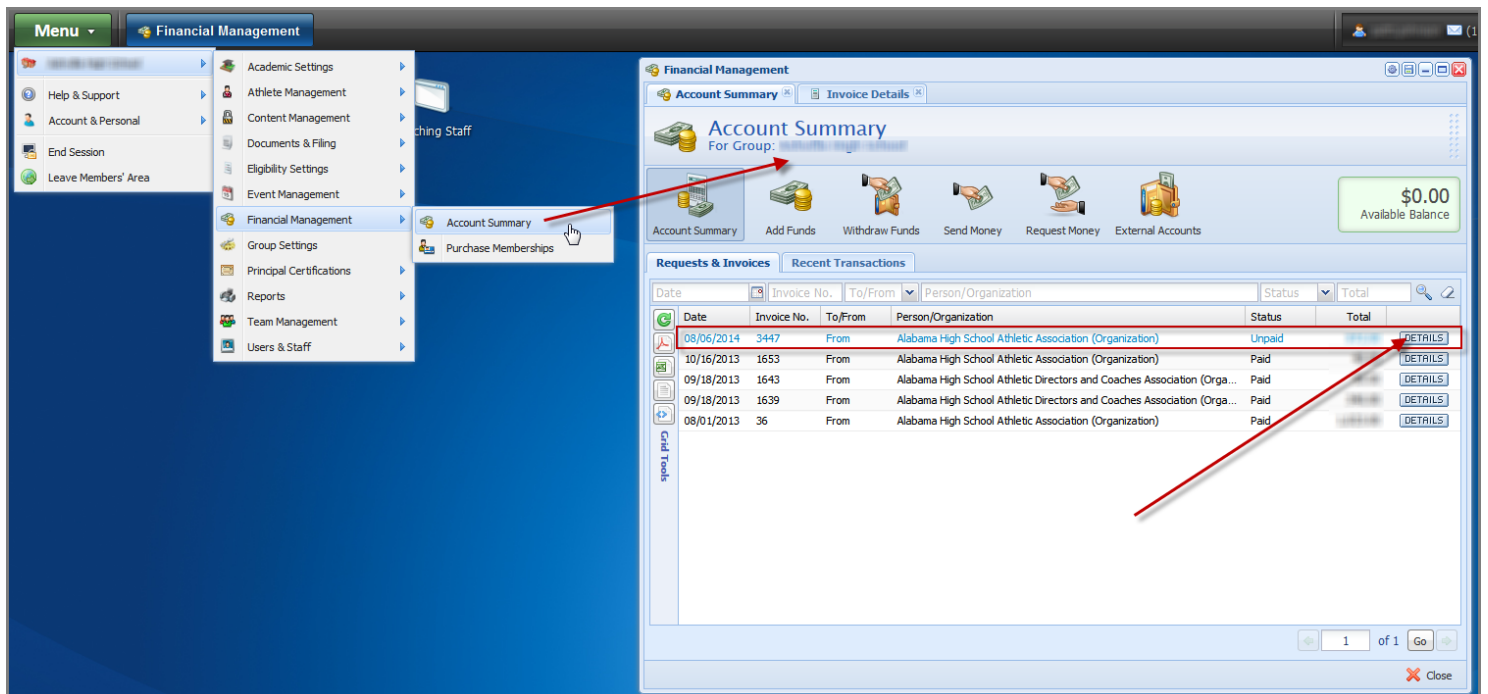 Menu
Financial Management
(1
Help & Support
Account & Personal
End Session
Leave Members' Area
Academic Settings
Athlete Management
Content Management
Documents & Filing
Eligibility Settings
Event Management
Financial Management
Group Settings
Principal Certifications
Reports
Team Management
Users & Staff
Account Summary
Purchase Memberships
ching Staff
Financial Management
Account Summary
Invoice Details
Account Summary
For Group:
Account Summary
Add Funds
Withdraw Funds
Send Money
Request Money
External Accounts
$0.00
Available Balance
Requests & Invoices
Recent Transactions
Date Invoice No. To/From Person/Organization Status Total
Date Invoice No. To/From Person/Organization Status Total
08/06/2014 3447 From Alabama High School Athletic Association (Organization) Unpaid DETAILS
10/16/2013 1653 From Alabama High School Athletic Association (Organization) Paid DETAILS
09/18/2013 1643 From Alabama High School Athletic Directors and Coaches Association (Orga... Paid DETAILS
09/18/2013 1639 From Alabama High School Athletic Directors and Coaches Association (Orga... Paid DETAILS
08/01/2013 36 From Alabama High School Athletic Association (Organization) Paid DETAILS
Grid Tools
1 of 1 Go
Close